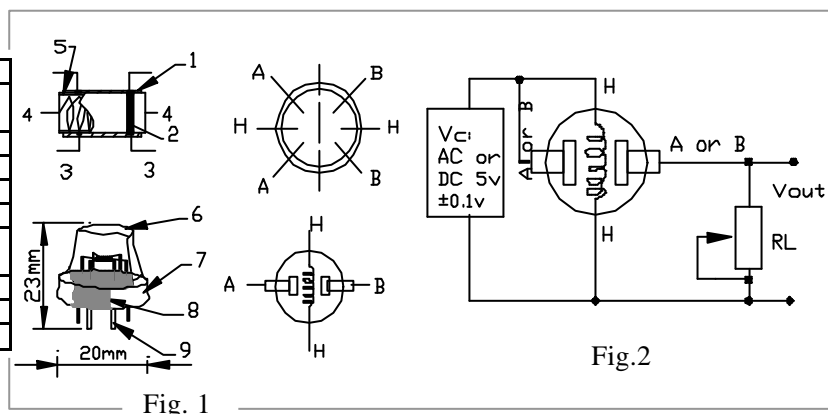 5
1
4
4
2
3
3
A
B
H
H
A
B
6
7
8
9
23mm
20mm
H
A
B
H
Fig. 1
H
A or B
Vc:
AC or
DC 5v
±0.1v
A or B
Vout
RL
H
Fig.2